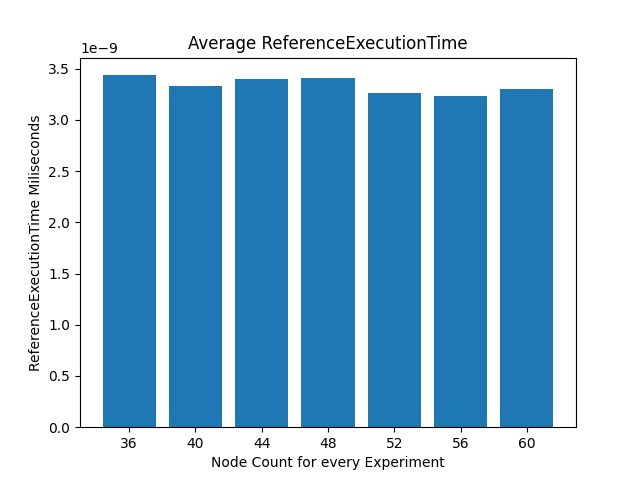 Average ReferenceExecutionTime
1e−9
3.5
3.0
2.5
2.0
1.5
1.0
0.5
0.0
ReferenceExecutionTime Miliseconds
36 40 44 48 52 56 60
Node Count for every Experiment